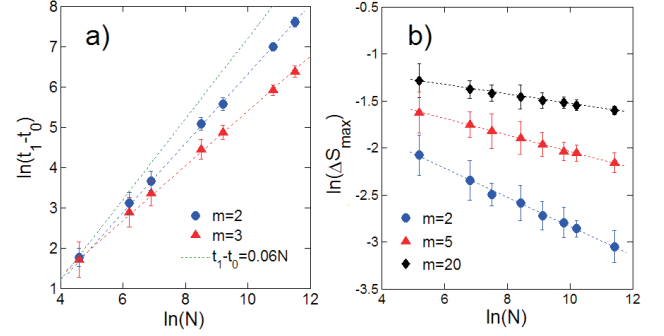 a)
8
7
6
5
4
3
2
1
ln(t₁-t₀)
m=2
m=3
t₁-t₀=0.06N
4 6 8 10 12
ln(N)
b)
-0.5
-1
-1.5
-2
-2.5
-3
-3.5
ln(ΔSₘₐₓ)
m=2
m=5
m=20
4 6 8 10 12
ln(N)